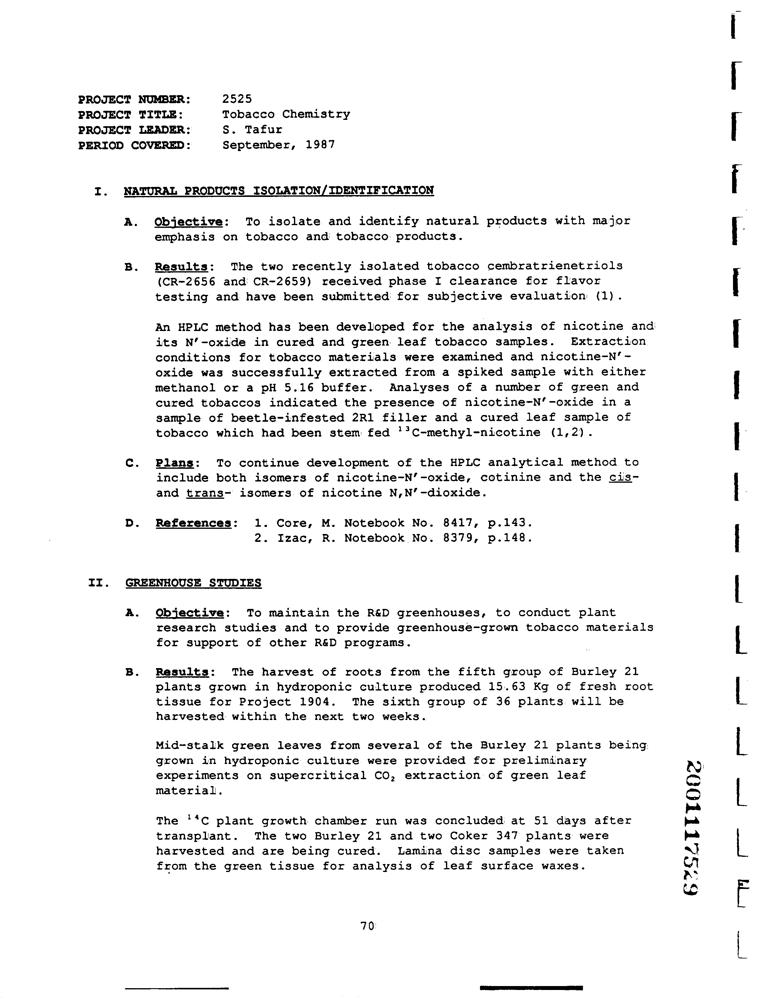 PROJECT NUMBER: 2525
PROJECT TITLE: Tobacco Chemistry
PROJECT LEADER: S. Tafur
PERIOD COVERED: September, 1987
I. NATURAL PRODUCTS ISOLATION/IDENTIFICATION
A. Objective: To isolate and identify natural products with major
emphasis on tobacco and tobacco products.
B. Results: The two recently isolated tobacco cembratrienetriols
(CR-2656 and CR-2659) received phase I clearance for flavor
testing and have been submitted for subjective evaluation (1).
An HPLC method has been developed for the analysis of nicotine and
its N'-oxide in cured and green leaf tobacco samples. Extraction
conditions for tobacco materials were examined and nicotine-N'-
oxide was successfully extracted from a spiked sample with either
methanol or a pH 5.16 buffer. Analyses of a number of green and
cured tobaccos indicated the presence of nicotine-N'-oxide in a
sample of beetle-infested 2R1 filler and a cured leaf sample of
tobacco which had been stem fed ¹³C-methyl-nicotine (1,2).
C. Plans: To continue development of the HPLC analytical method to
include both isomers of nicotine-N'-oxide, cotinine and the cis-
and trans- isomers of nicotine N,N'-dioxide.
D. References: 1. Core, M. Notebook No. 8417, p.143.
2. Izac, R. Notebook No. 8379, p.148.
II. GREENHOUSE STUDIES
A. Objective: To maintain the R&D greenhouses, to conduct plant
research studies and to provide greenhouse-grown tobacco materials
for support of other R&D programs.
B. Results: The harvest of roots from the fifth group of Burley 21
plants grown in hydroponic culture produced 15.63 Kg of fresh root
tissue for Project 1904. The sixth group of 36 plants will be
harvested within the next two weeks.
Mid-stalk green leaves from several of the Burley 21 plants being
grown in hydroponic culture were provided for preliminary
experiments on supercritical CO₂ extraction of green leaf
material.
The ¹⁴C plant growth chamber run was concluded at 51 days after
transplant. The two Burley 21 and two Coker 347 plants were
harvested and are being cured. Lamina disc samples were taken
from the green tissue for analysis of leaf surface waxes.
70
2001117529